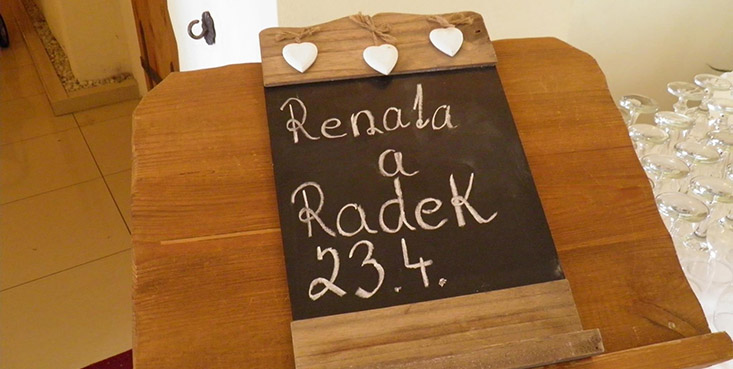 Renata
a
Radek
23.4.